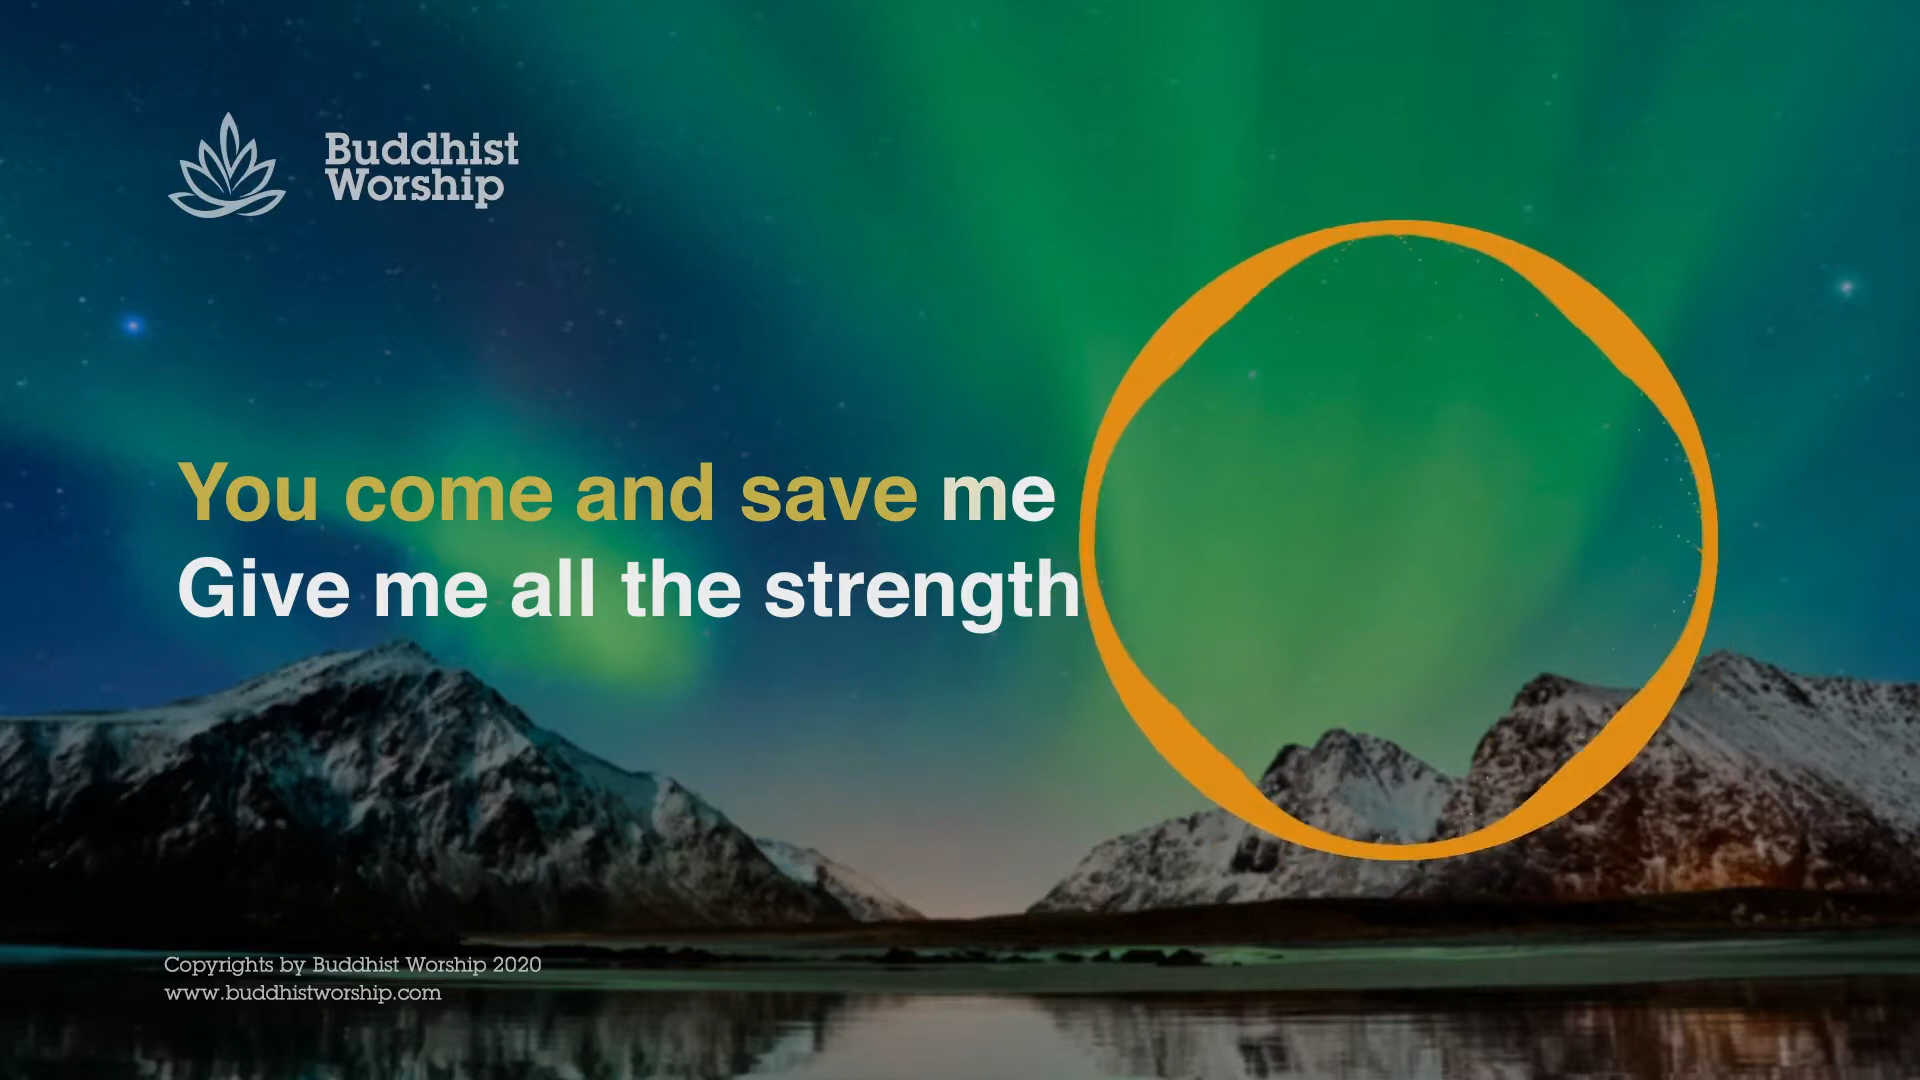 Buddhist
Worship
You come and save me
Give me all the strength
Copyrights by Buddhist Worship 2020
www.buddhistworship.com